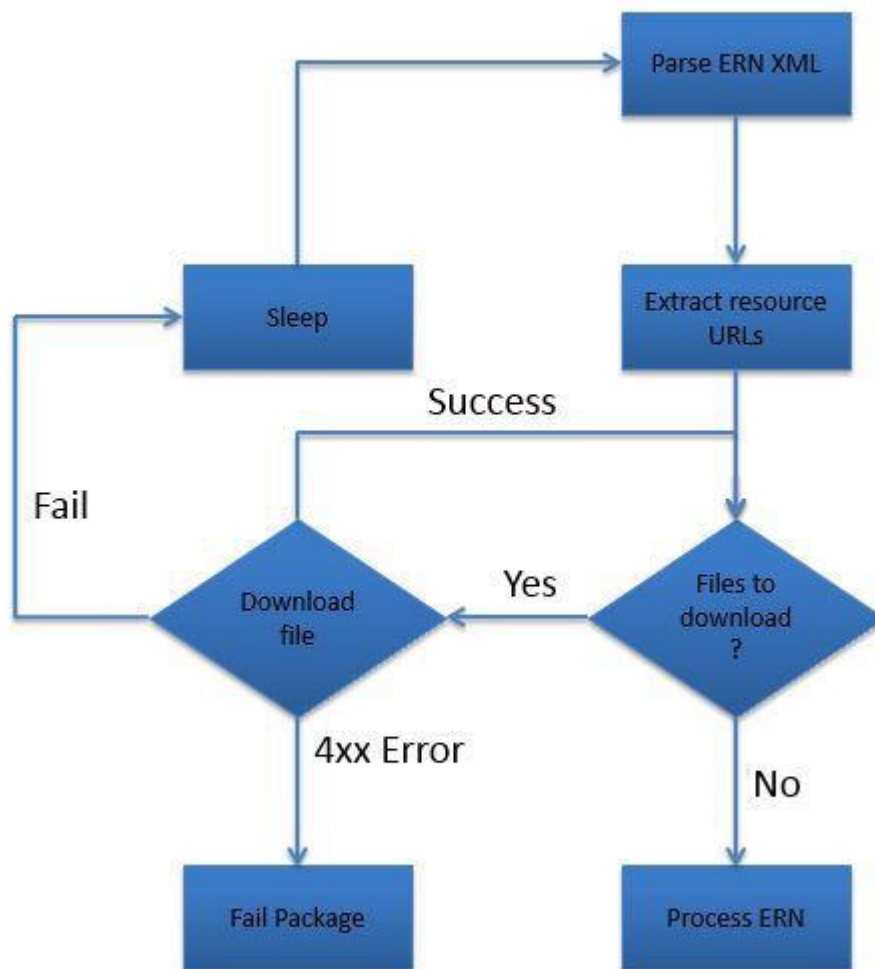 Parse ERN XML
Sleep
Extract resource
URLs
Success
Fail
Download
file
Yes
Files to
download
?
4xx Error
No
Fail Package
Process ERN